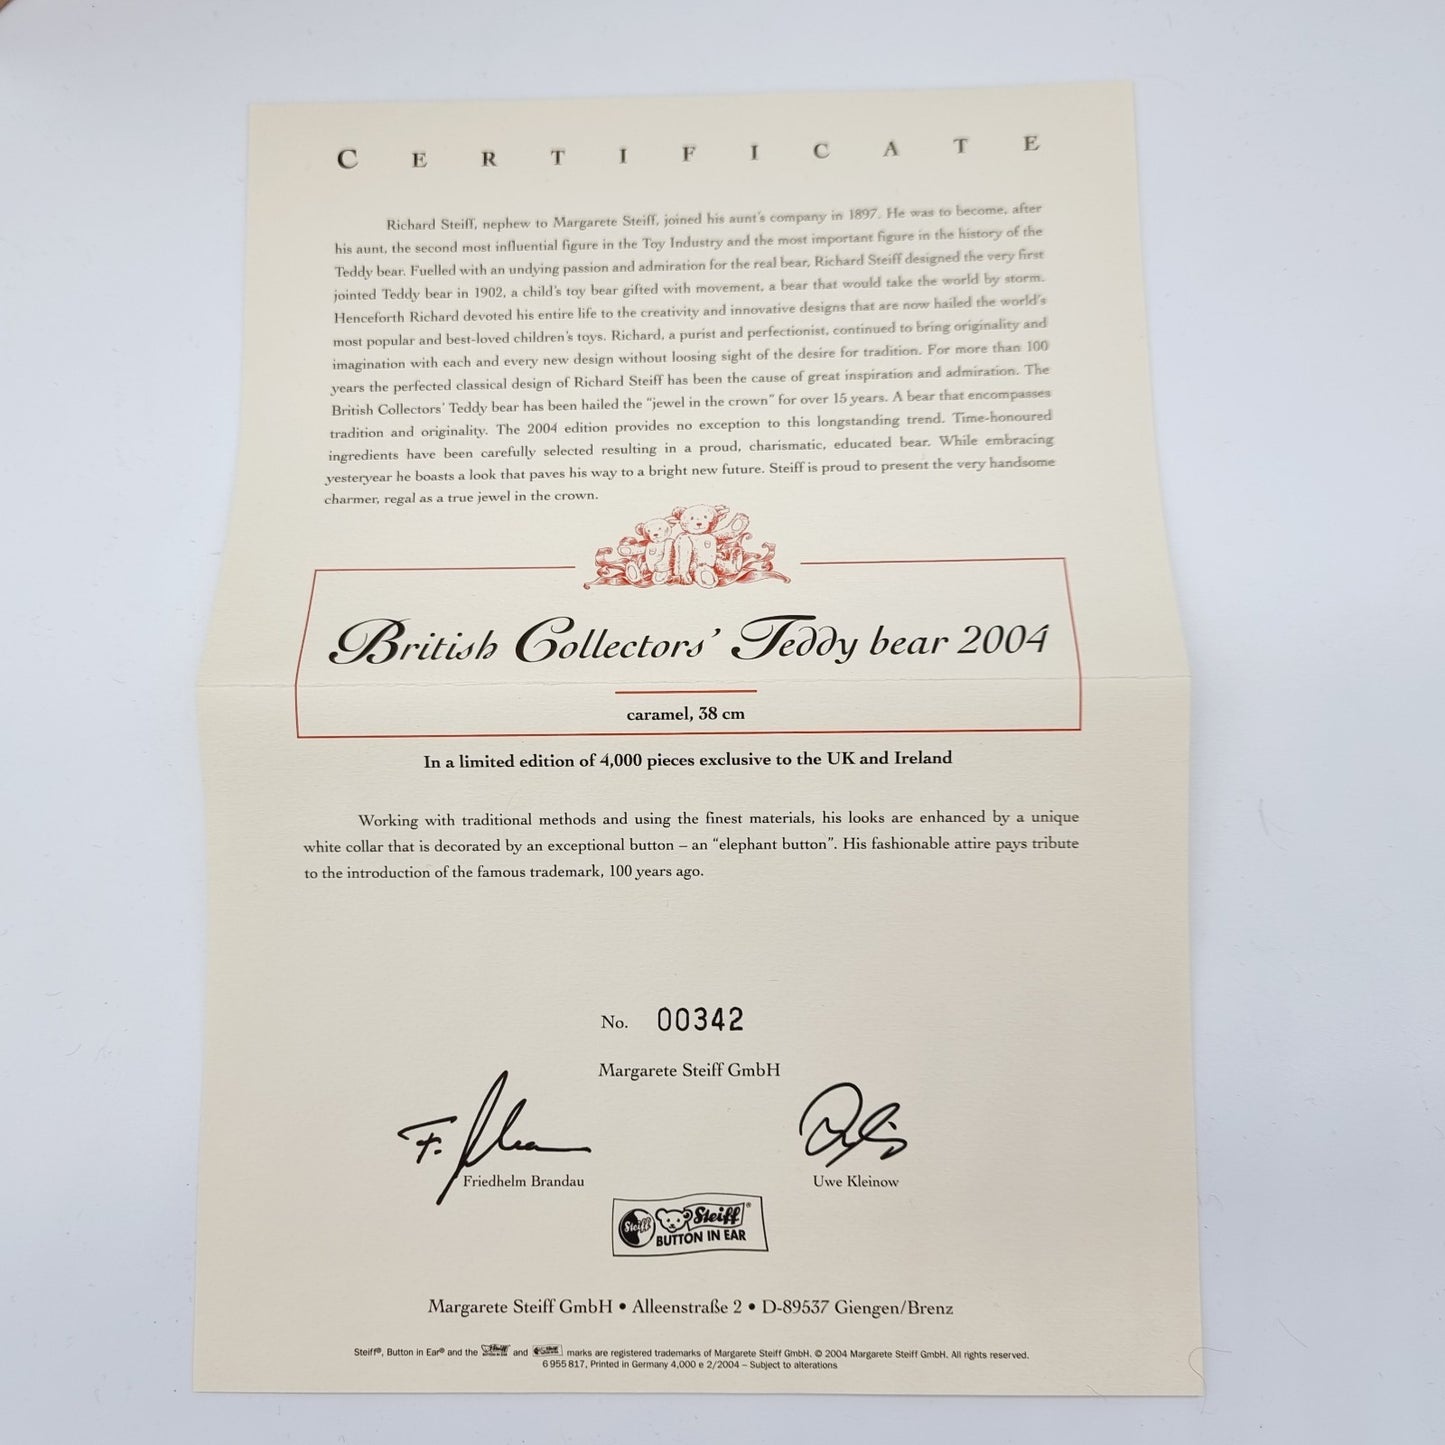 CERTIFICATE
Richard Steiff, nephew to Margarete Steiff, joined his aunt's company in 1897. He was to become, after
his aunt, the second most influential figure in the Toy Industry and the most important figure in the history of the
Teddy bear. Fuelled with an undying passion and admiration for the real bear, Richard Steiff designed the very first
jointed Teddy bear in 1902, a child's toy bear gifted with movement, a bear that would take the world by storm.
Henceforth Richard devoted his entire life to the creativity and innovative designs that are now hailed the world's
most popular and best-loved children's toys. Richard, a purist and perfectionist, continued to bring originality and
imagination with each and every new design without loosing sight of the desire for tradition. For more than 100
years the perfected classical design of Richard Steiff has been the cause of great inspiration and admiration. The
British Collectors' Teddy bear has been hailed the "jewel in the crown" for over 15 years. A bear that encompasses
tradition and originality. The 2004 edition provides no exception to this longstanding trend. Time-honoured
ingredients have been carefully selected resulting in a proud, charismatic, educated bear. While embracing
yesteryear he boasts a look that paves his way to a bright new future. Steiff is proud to present the very handsome
charmer, regal as a true jewel in the crown.
British Collectors' Teddy bear 2004
caramel, 38 cm
In a limited edition of 4,000 pieces exclusive to the UK and Ireland
Working with traditional methods and using the finest materials, his looks are enhanced by a unique
white collar that is decorated by an exceptional button – an "elephant button". His fashionable attire pays tribute
to the introduction of the famous trademark, 100 years ago.
No. 00342
Margarete Steiff GmbH
Friedhelm Brandau Uwe Kleinow
Steiff Steiff®
BUTTON IN EAR
Margarete Steiff GmbH • Alleenstraße 2 • D-89537 Giengen/Brenz
Steiff®, Button in Ear® and the and marks are registered trademarks of Margarete Steiff GmbH. © 2004 Margarete Steiff GmbH. All rights reserved.
6 955 817, Printed in Germany 4,000 e 2/2004 – Subject to alterations